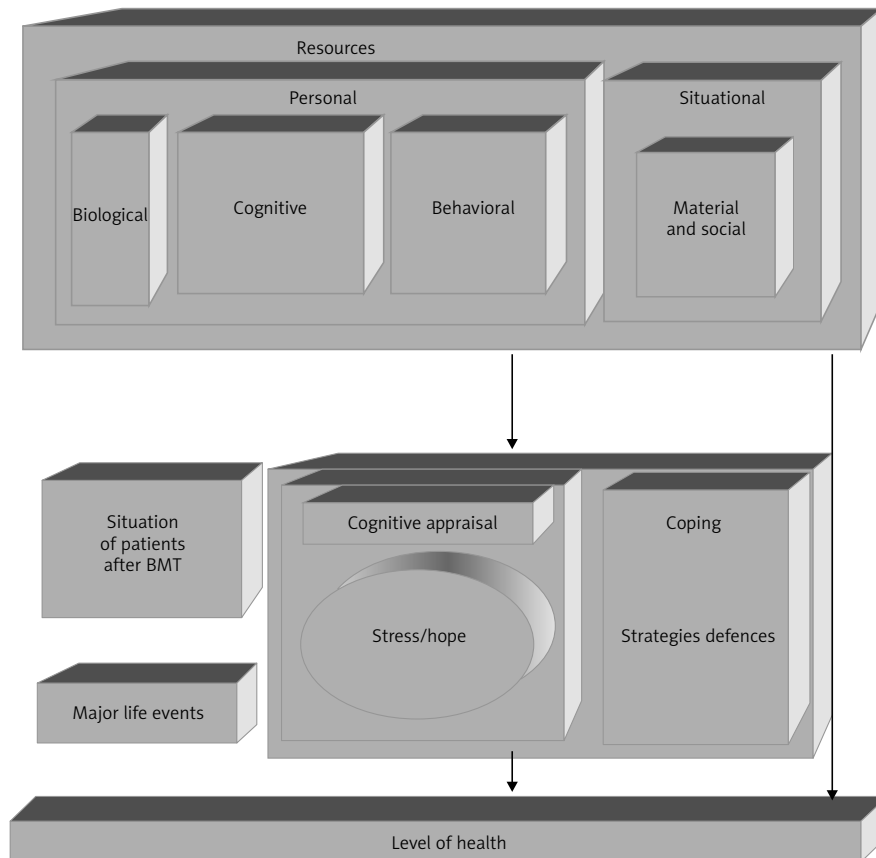 Resources
Personal
Situational
Biological
Cognitive
Behavioral
Material
and social
Situation
of patients
after BMT
Cognitive appraisal
Coping
Stress/hope
Strategies defences
Major life events
Level of health